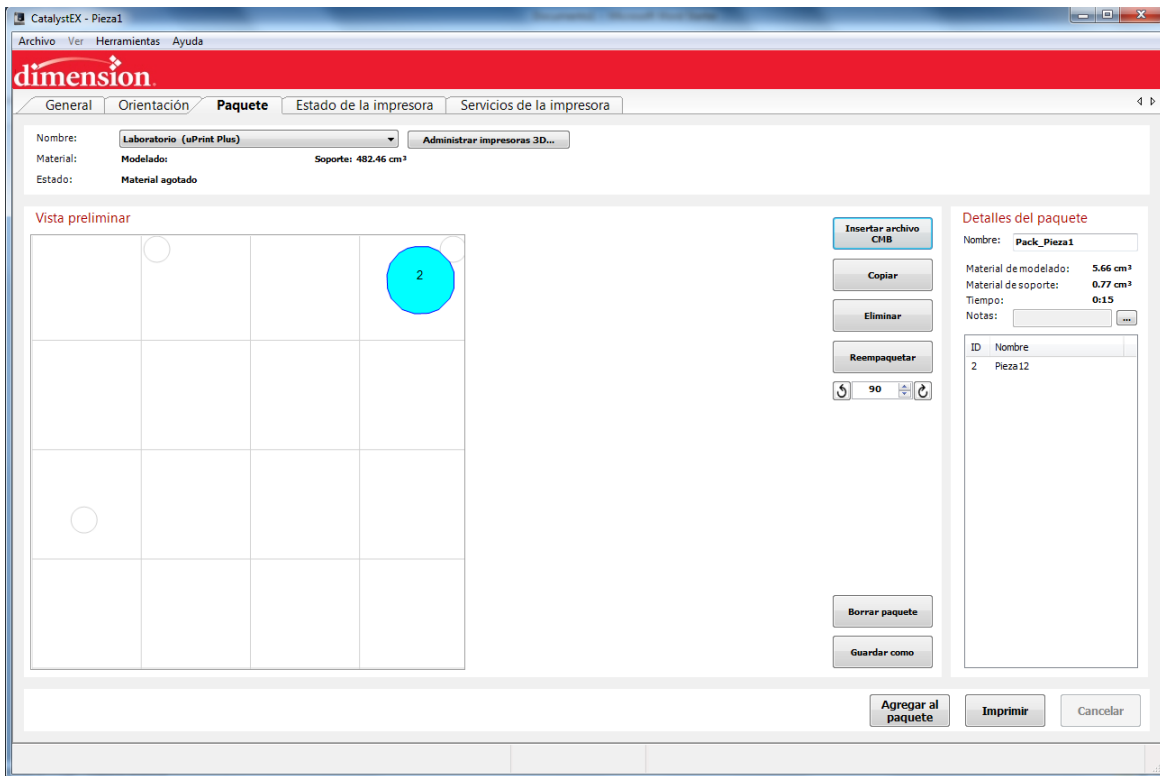 CatalystEX - Pieza1
Archivo Ver Herramientas Ayuda
dimension.
General Orientación Paquete Estado de la impresora Servicios de la impresora
Nombre: Laboratorio (uPrint Plus) Administrar impresoras 3D...
Material: Modelado: Soporte: 482.46 cm³
Estado: Material agotado
Vista preliminar
2
Insertar archivo
CMB
Copiar
Eliminar
Reempaquetar
90
Borrar paquete
Guardar como
Detalles del paquete
Nombre: Pack_Pieza1
Material de modelado: 5.66 cm³
Material de soporte: 0.77 cm³
Tiempo: 0:15
Notas: ...
ID Nombre
2 Pieza12
Agregar al
paquete
Imprimir
Cancelar